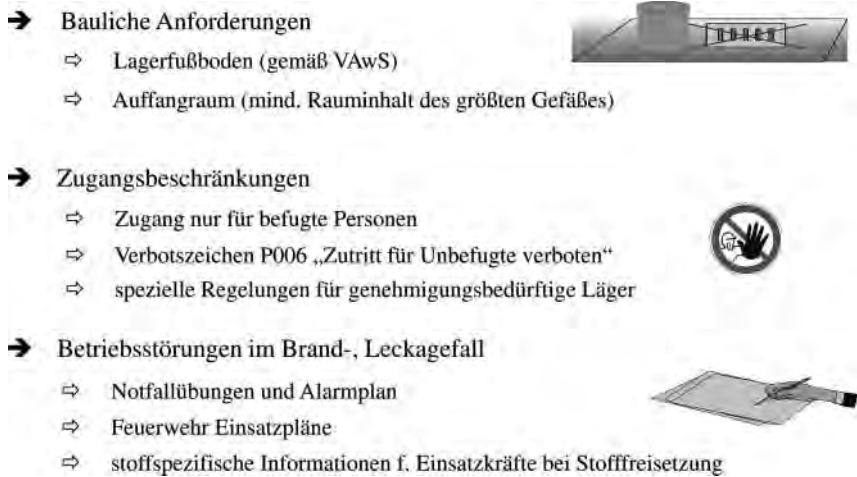 ➔ Bauliche Anforderungen
⇨ Lagerfußboden (gemäß VAwS)
⇨ Auffangraum (mind. Rauminhalt des größten Gefäßes)
➔ Zugangsbeschränkungen
⇨ Zugang nur für befugte Personen
⇨ Verbotszeichen P006 „Zutritt für Unbefugte verboten“
⇨ spezielle Regelungen für genehmigungsbedürftige Läger
➔ Betriebsstörungen im Brand-, Leckagefall
⇨ Notfallübungen und Alarmplan
⇨ Feuerwehr Einsatzpläne
⇨ stoffspezifische Informationen f. Einsatzkräfte bei Stofffreisetzung